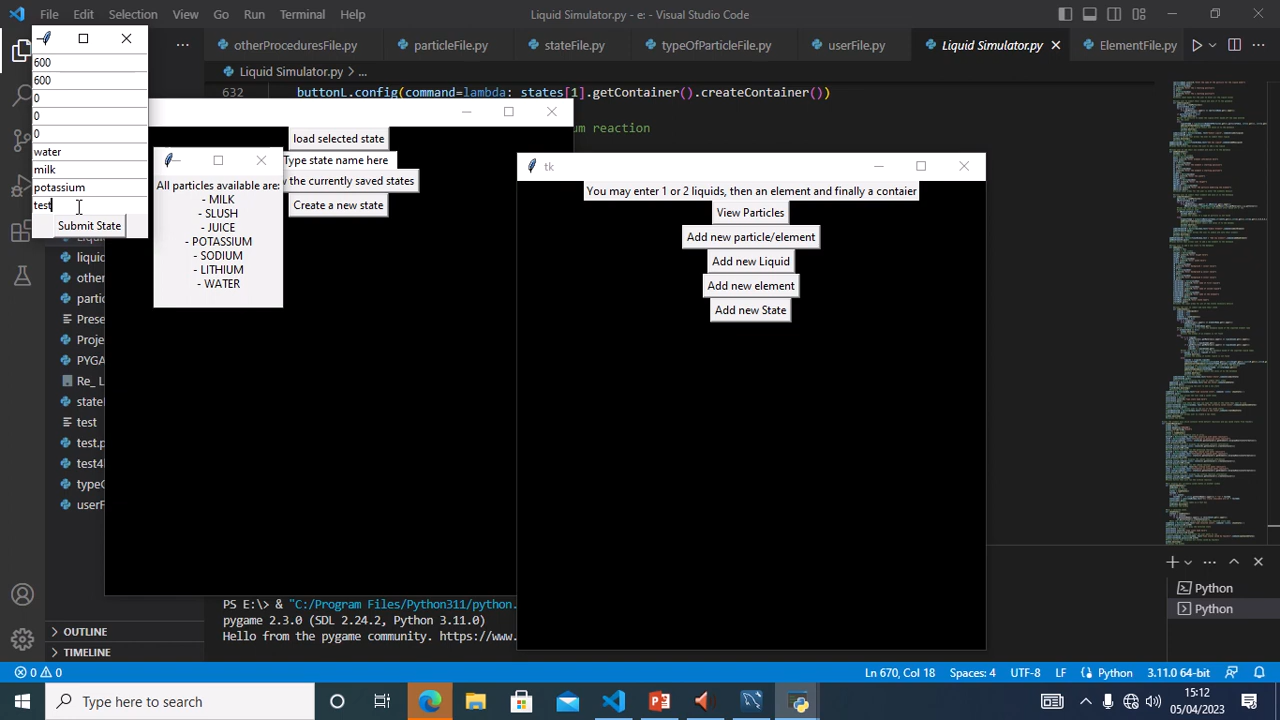 File Edit Selection View Go Run Terminal Help Liquid Simulator.py - e: - Visual Studio Code
otherProceduresFile.py particleFile.py stateFile.py typeOfParticleFile.py userFile.py Liquid Simulator.py ElementFile.py
Liquid Simulator.py > ...
632 buttonL.config(command=lambda: states[1].getContainer().createContainer())
um reaction
600
600
0
0
0
water
milk
potassium
test
Submit State
All particles available are:
- MILK
- SLUSH
- JUICE
- POTASSIUM
- SODIUM
- LITHIUM
- WATER
load selected state
Type state name here
y the currently saved states
Create a new state
tk
You may enter 1 or 2 liquids, then an element and finally a contaier
View Particles
element
Add new Liquid
Add new element
Add new State
liquid
other
partic
Prese
Proje
PYGA
Re_ L
state
test
test.p
test4
typeC
userF
OUTLINE
TIMELINE
PS E:\> & "C:/Program Files/Python311/python.
pygame 2.3.0 (SDL 2.24.2, Python 3.11.0)
Hello from the pygame community. https://www.
Python
Python
0 0 Ln 670, Col 18 Spaces: 4 UTF-8 LF Python 3.11.0 64-bit
Type here to search
15:12
05/04/2023